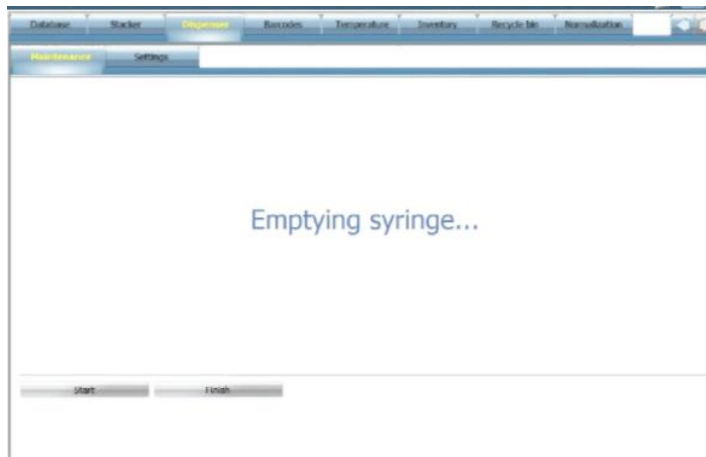 Database Stacker Dispenser Barcodes Temperature Inventory Recycle bin Normalization
Maintenance Settings
Emptying syringe...
Start Finish